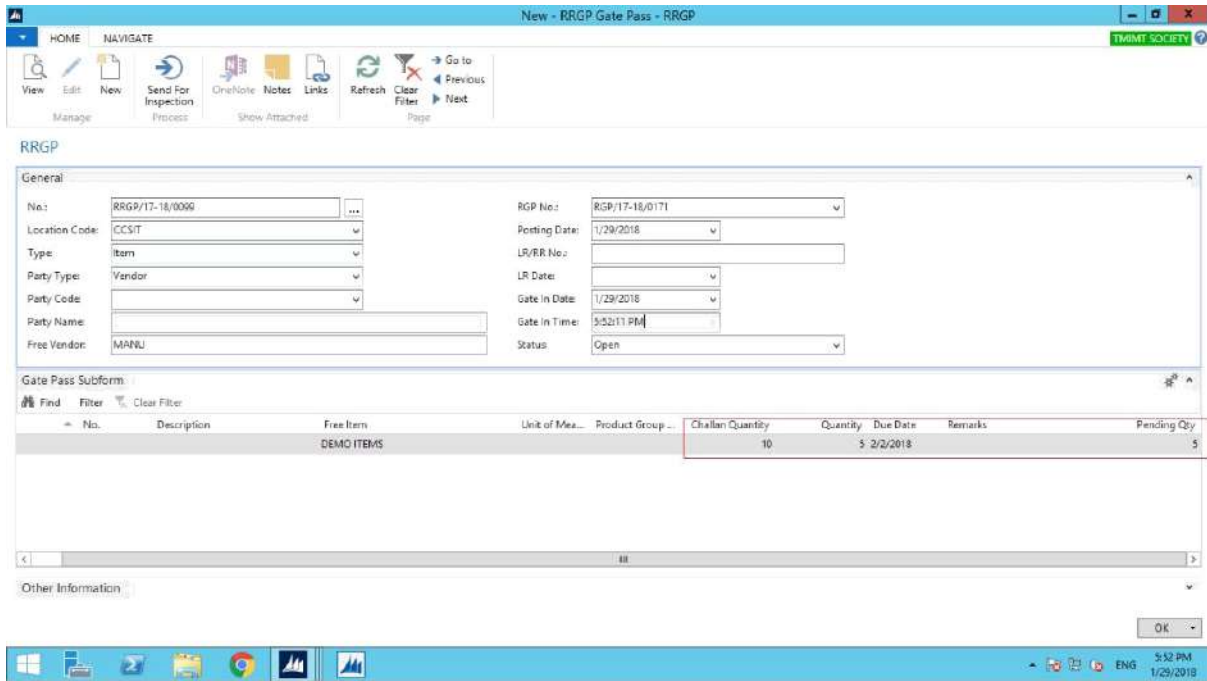 New - RRGP Gate Pass - RRGP
HOME NAVIGATE TMIMT SOCIETY
View Edit New Send For Inspection OneNote Notes Links Refresh Clear Filter Go to
Previous
Next
Manage Process Show Attached Page
RRGP
General
No.: RRGP/17-18/0099 ... RGP No.: RGP/17-18/0171
Location Code: CCSIT Posting Date: 1/29/2018
Type: Item LR/RR No.:
Party Type: Vendor LR Date:
Party Code: Gate In Date: 1/29/2018
Party Name: Gate In Time: 5:52:11 PM
Free Vendor: MANU Status: Open
Gate Pass Subform
Find Filter Clear Filter
No. Description Free Item Unit of Mea... Product Group ... Challan Quantity Quantity Due Date Remarks Pending Qty
DEMO ITEMS 10 5 2/2/2018 5
Other Information
OK
ENG 5:52 PM
1/29/2018